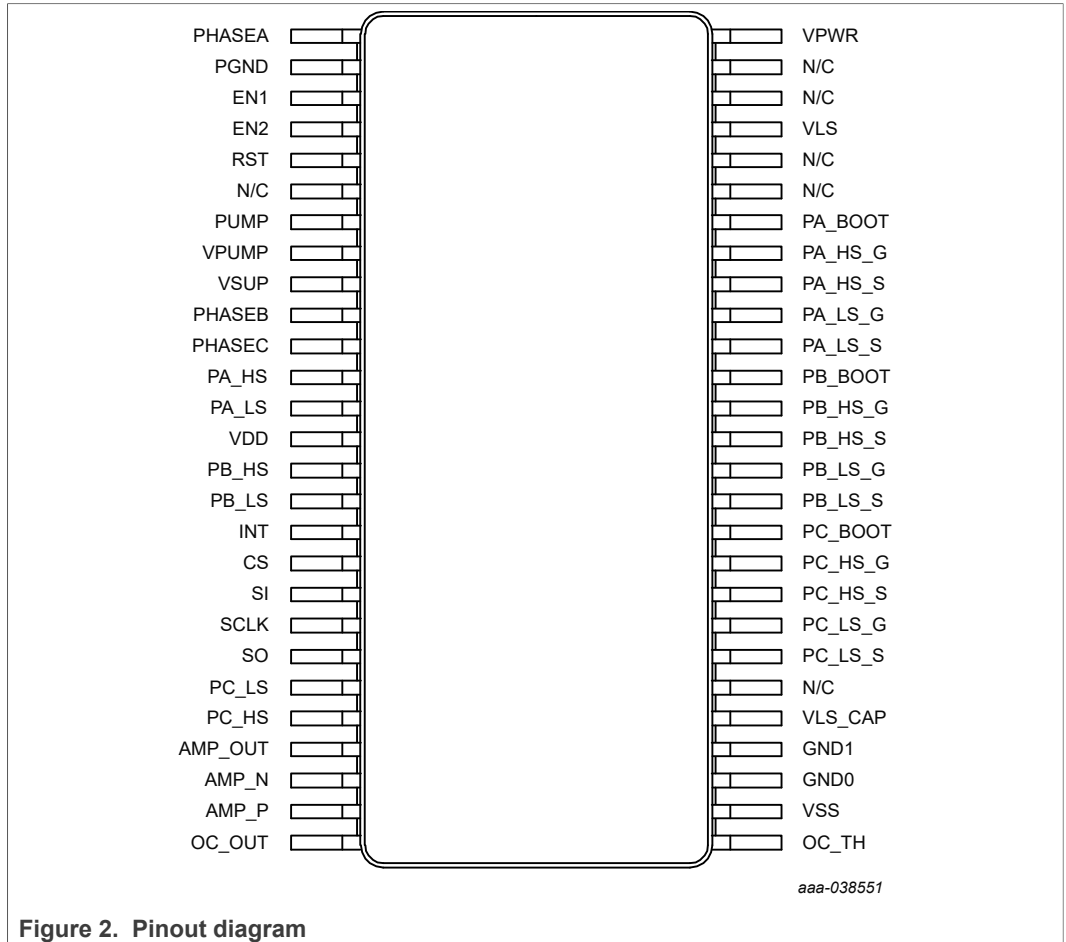 PHASEA VPWR
PGND N/C
EN1 N/C
EN2 VLS
RST N/C
N/C N/C
PUMP PA_BOOT
VPUMP PA_HS_G
VSUP PA_HS_S
PHASEB PA_LS_G
PHASEC PA_LS_S
PA_HS PB_BOOT
PA_LS PB_HS_G
VDD PB_HS_S
PB_HS PB_LS_G
PB_LS PB_LS_S
INT PC_BOOT
CS PC_HS_G
SI PC_HS_S
SCLK PC_LS_G
SO PC_LS_S
PC_LS N/C
PC_HS VLS_CAP
AMP_OUT GND1
AMP_N GND0
AMP_P VSS
OC_OUT OC_TH
aaa-038551
Figure 2. Pinout diagram